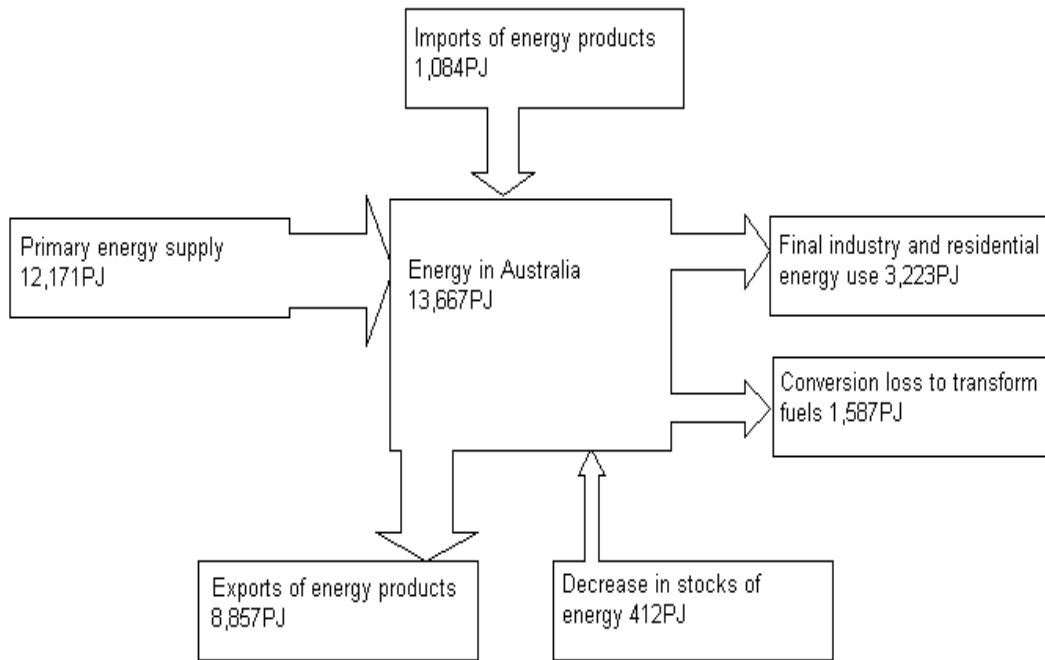 Imports of energy products
1,084PJ
Primary energy supply
12,171PJ
Energy in Australia
13,667PJ
Final industry and residential
energy use 3,223PJ
Conversion loss to transform
fuels 1,587PJ
Exports of energy products
8,857PJ
Decrease in stocks of
energy 412PJ